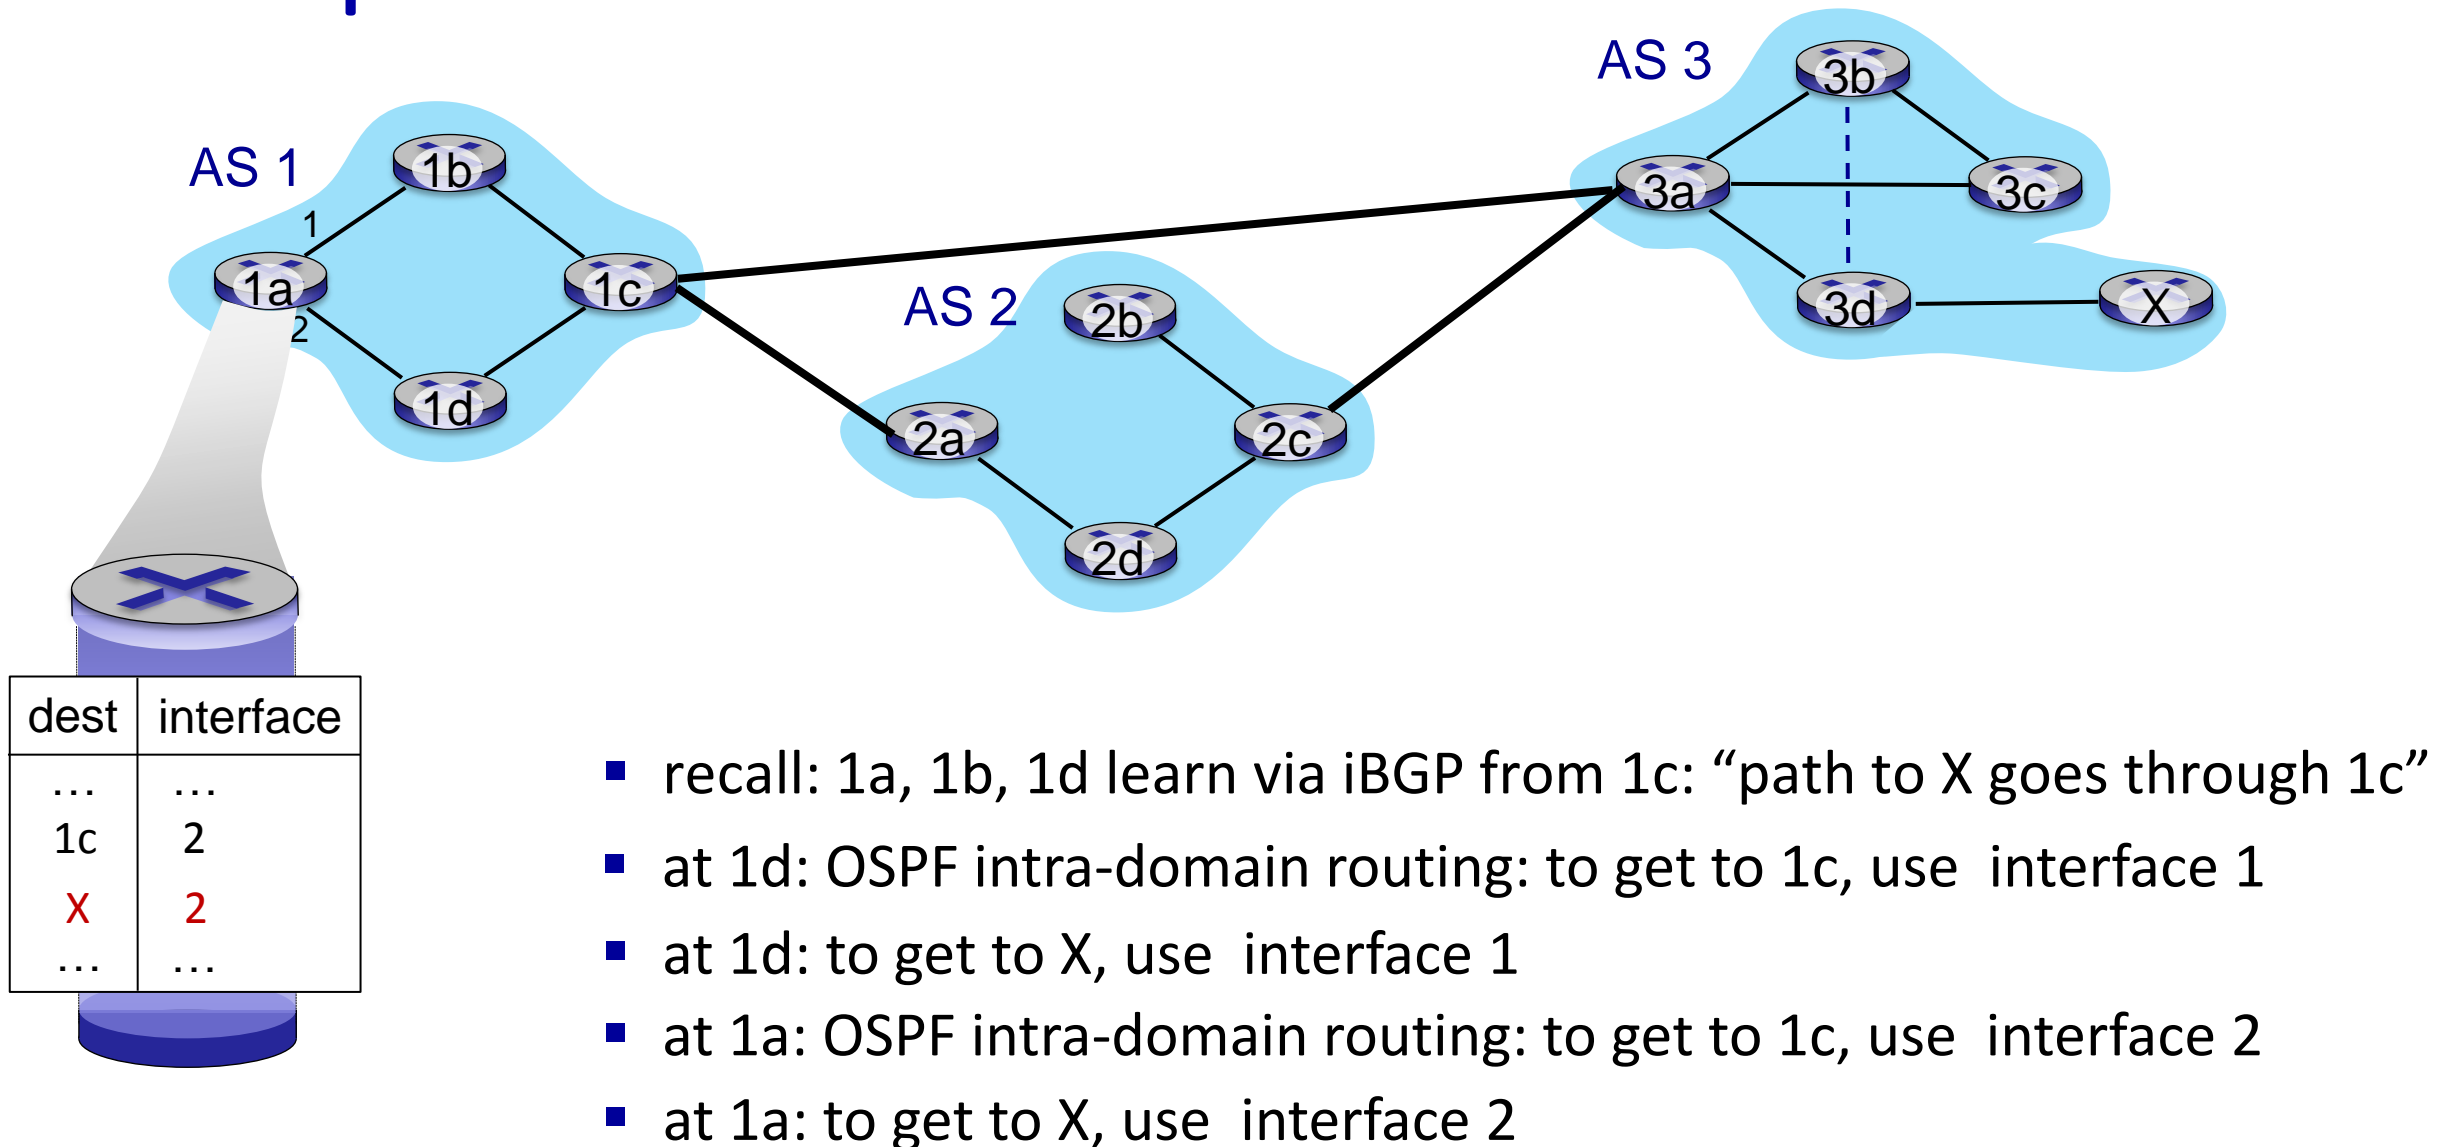 AS 3
3b
AS 1
1b
3a
3c
1
1a
1c
AS 2
2b
3d
X
2
1d
2a
2c
2d
dest interface
... ...
1c 2
X 2
... ...
▪ recall: 1a, 1b, 1d learn via iBGP from 1c: “path to X goes through 1c”
▪ at 1d: OSPF intra-domain routing: to get to 1c, use interface 1
▪ at 1d: to get to X, use interface 1
▪ at 1a: OSPF intra-domain routing: to get to 1c, use interface 2
▪ at 1a: to get to X, use interface 2